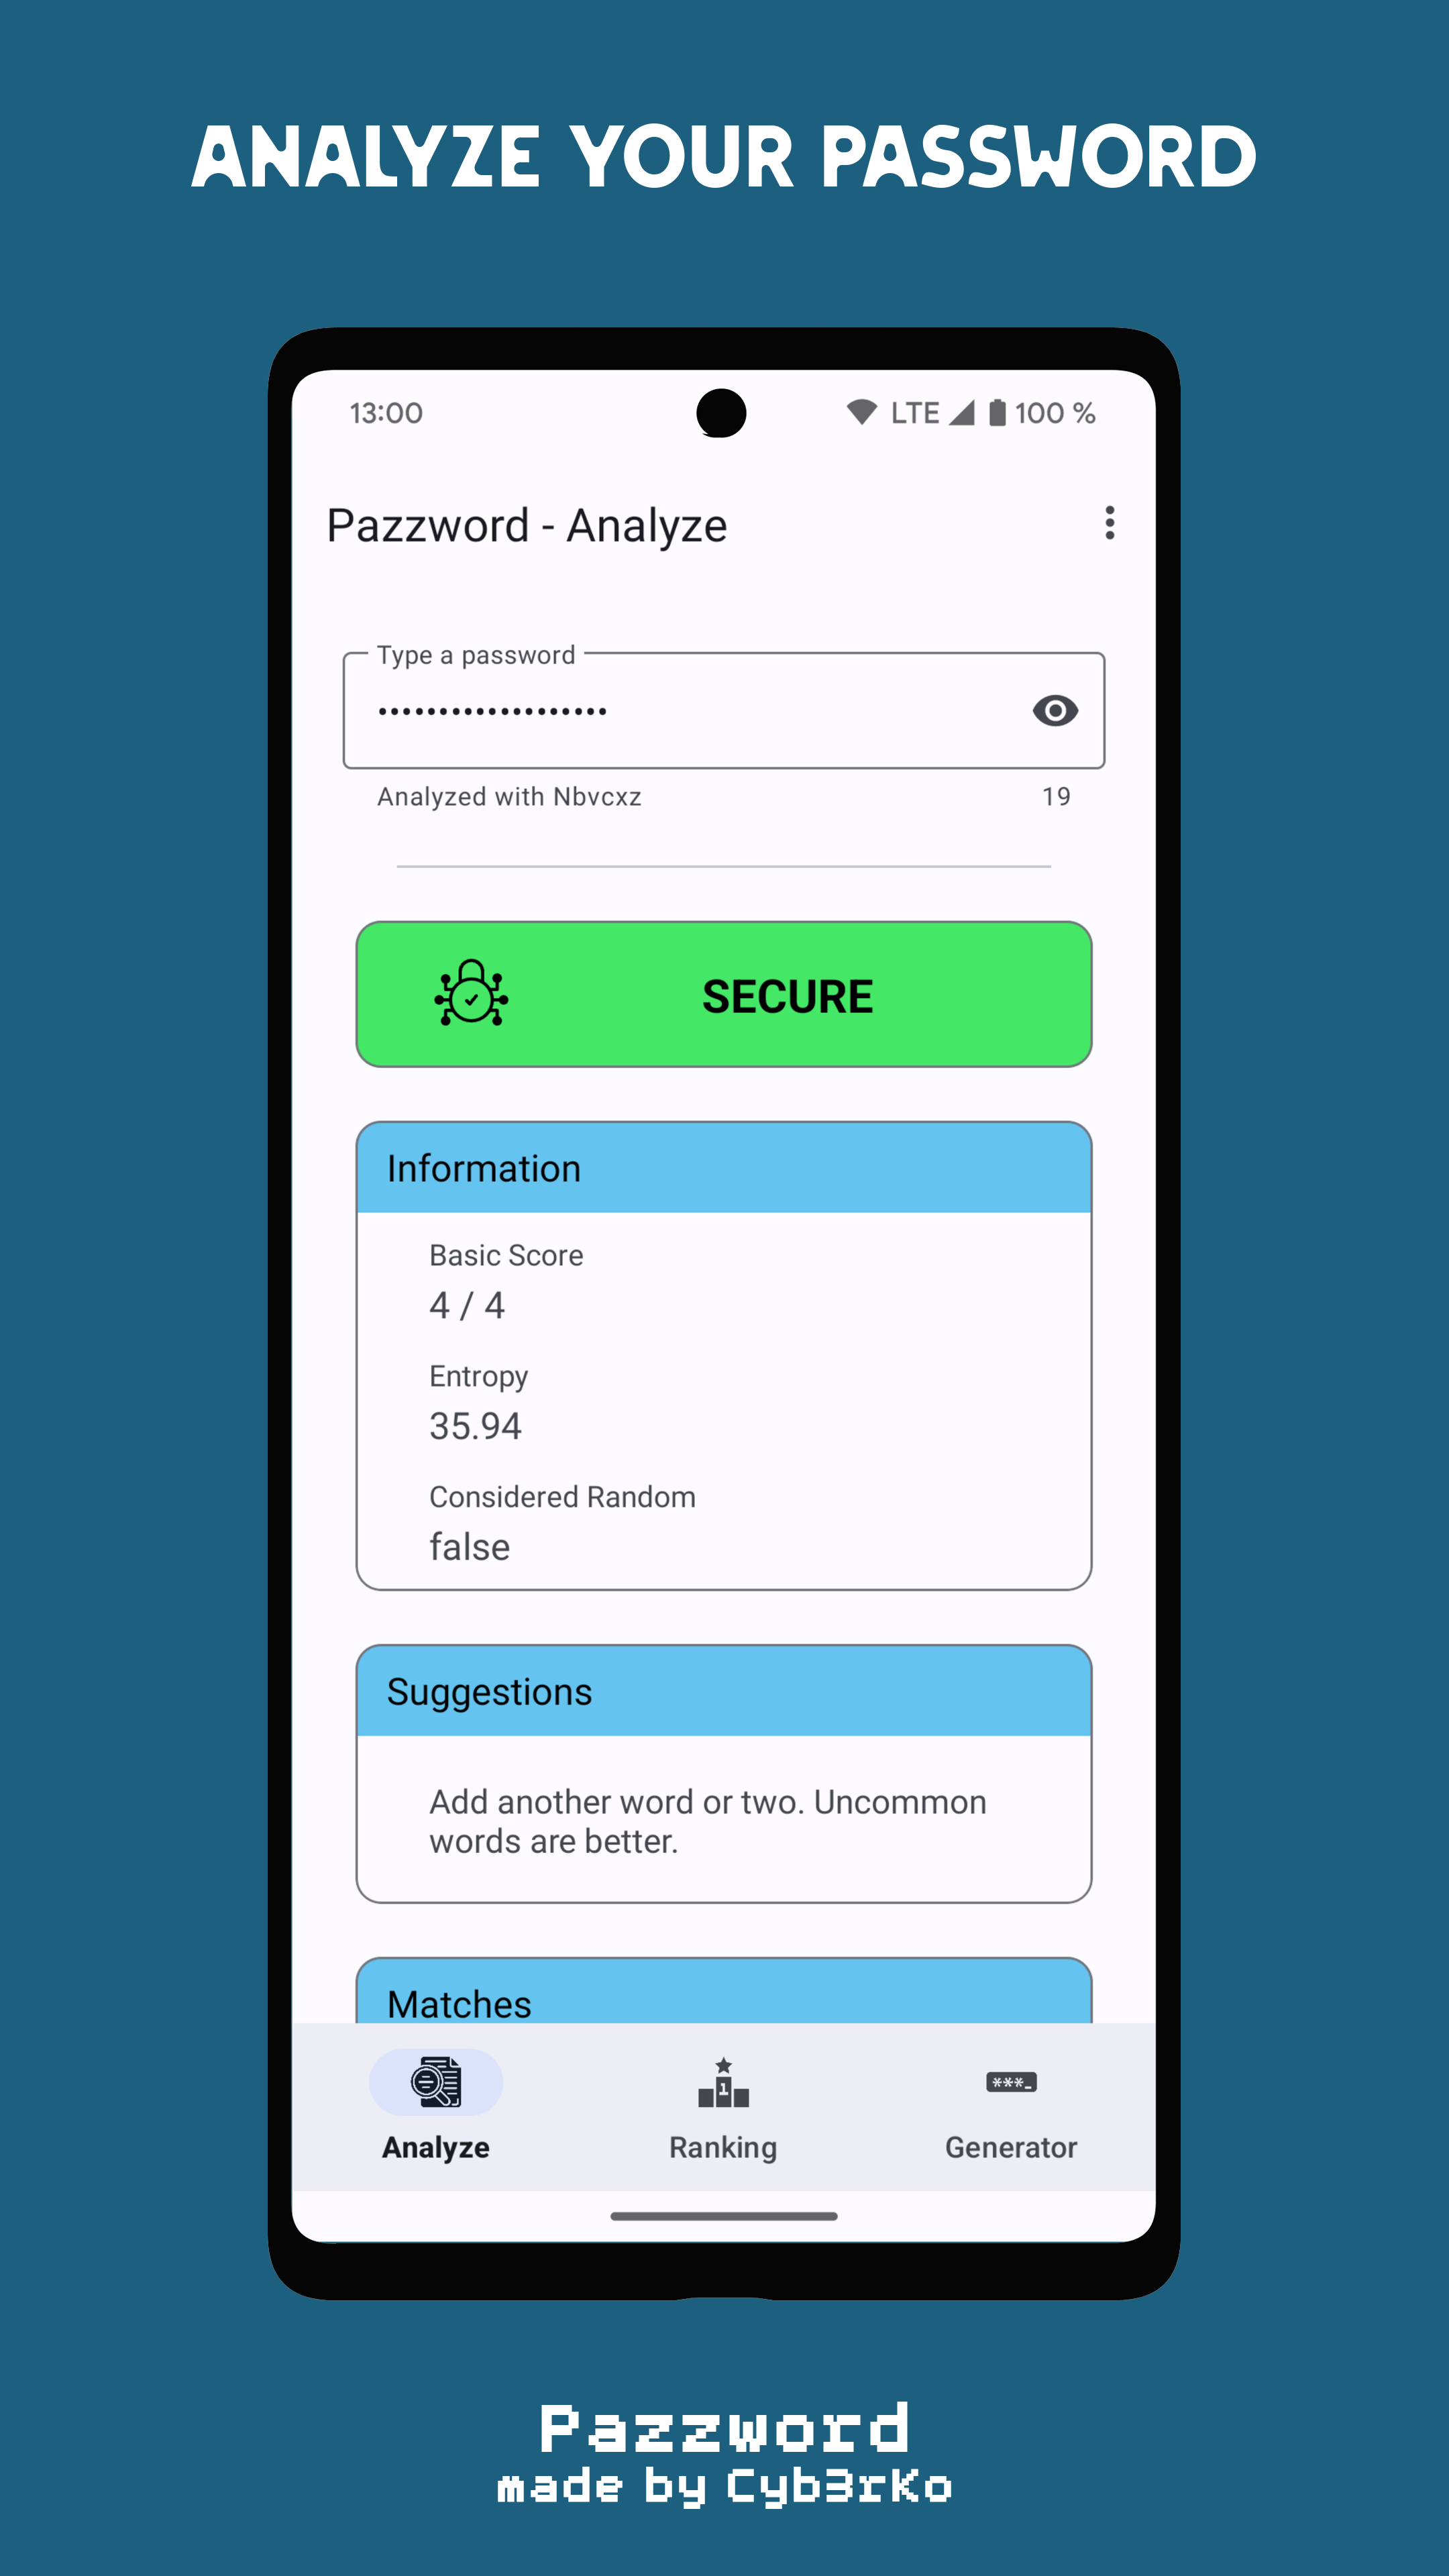 ANALYZE YOUR PASSWORD
13:00 LTE 100 %
Pazzword - Analyze
Type a password
•••••••••••••••••••
Analyzed with Nbvcxz 19
SECURE
Information
Basic Score
4 / 4
Entropy
35.94
Considered Random
false
Suggestions
Add another word or two. Uncommon
words are better.
Matches
1
***_
Analyze Ranking Generator
Pazzword
made by Cyb3rKo